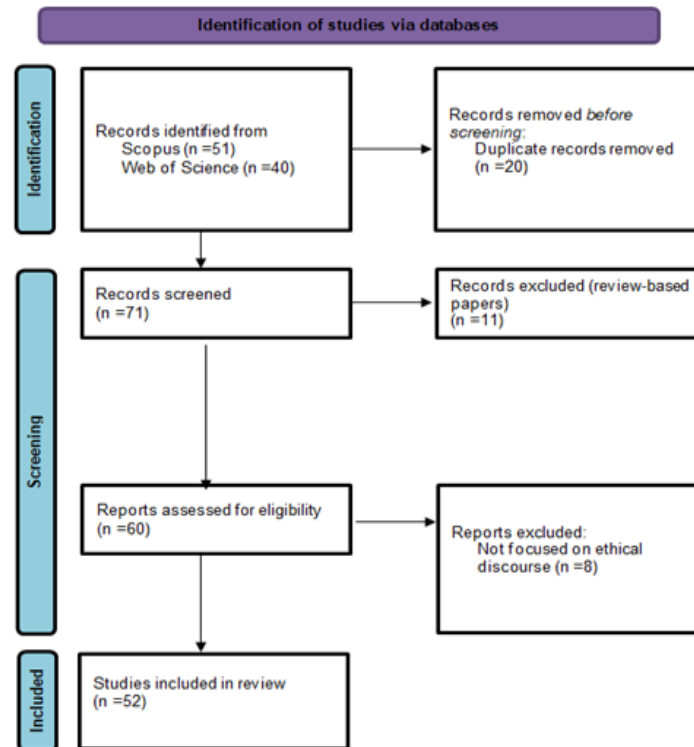 Identification of studies via databases
Identification
Records identified from
Scopus (n =51)
Web of Science (n =40)
Records removed before
screening:
Duplicate records removed
(n =20)
Screening
Records screened
(n =71)
Records excluded (review-based
papers)
(n =11)
Reports assessed for eligibility
(n =60)
Reports excluded:
Not focused on ethical
discourse (n =8)
Included
Studies included in review
(n =52)